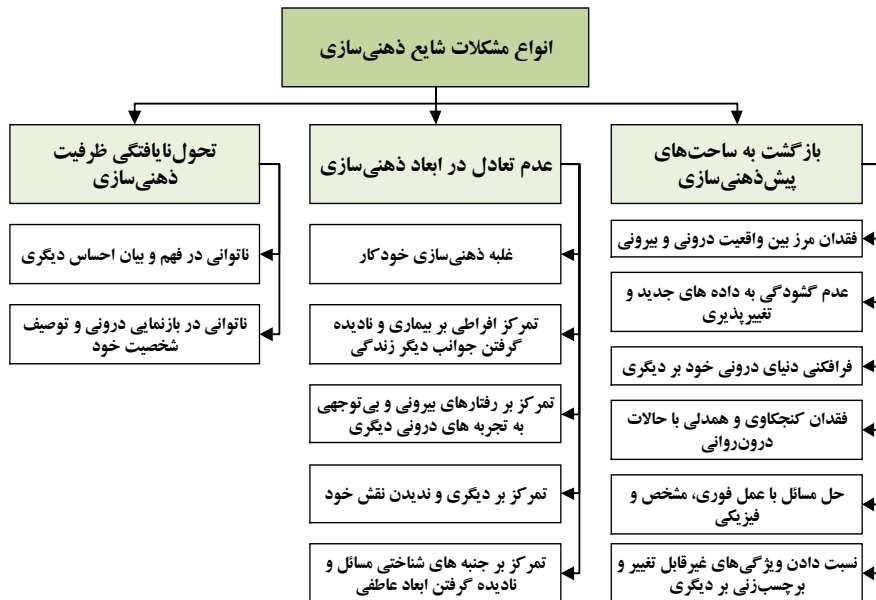 انواع مشکلات شایع ذهنی‌سازی
بازگشت به ساحت‌های
پیش‌ذهنی‌سازی
فقدان مرز بین واقعیت درونی و بیرونی
عدم گشودگی به داده های جدید و
تغییرپذیری
فرافکنی دنیای درونی خود بر دیگری
فقدان کنجکاوی و همدلی با حالات
درون‌روانی
حل مسائل با عمل فوری، مشخص و
فیزیکی
نسبت دادن ویژگی‌های غیرقابل تغییر و
برچسب‌زنی بر دیگری
عدم تعادل در ابعاد ذهنی‌سازی
غلبه ذهنی‌سازی خودکار
تمرکز افراطی بر بیماری و نادیده
گرفتن جوانب دیگر زندگی
تمرکز بر رفتارهای بیرونی و بی‌توجهی
به تجربه های درونی دیگری
تمرکز بر دیگری و ندیدن نقش خود
تمرکز بر جنبه های شناختی مسائل و
نادیده گرفتن ابعاد عاطفی
تحول‌نایافتگی ظرفیت
ذهنی‌سازی
ناتوانی در فهم و بیان احساس دیگری
ناتوانی در بازنمایی درونی و توصیف
شخصیت خود